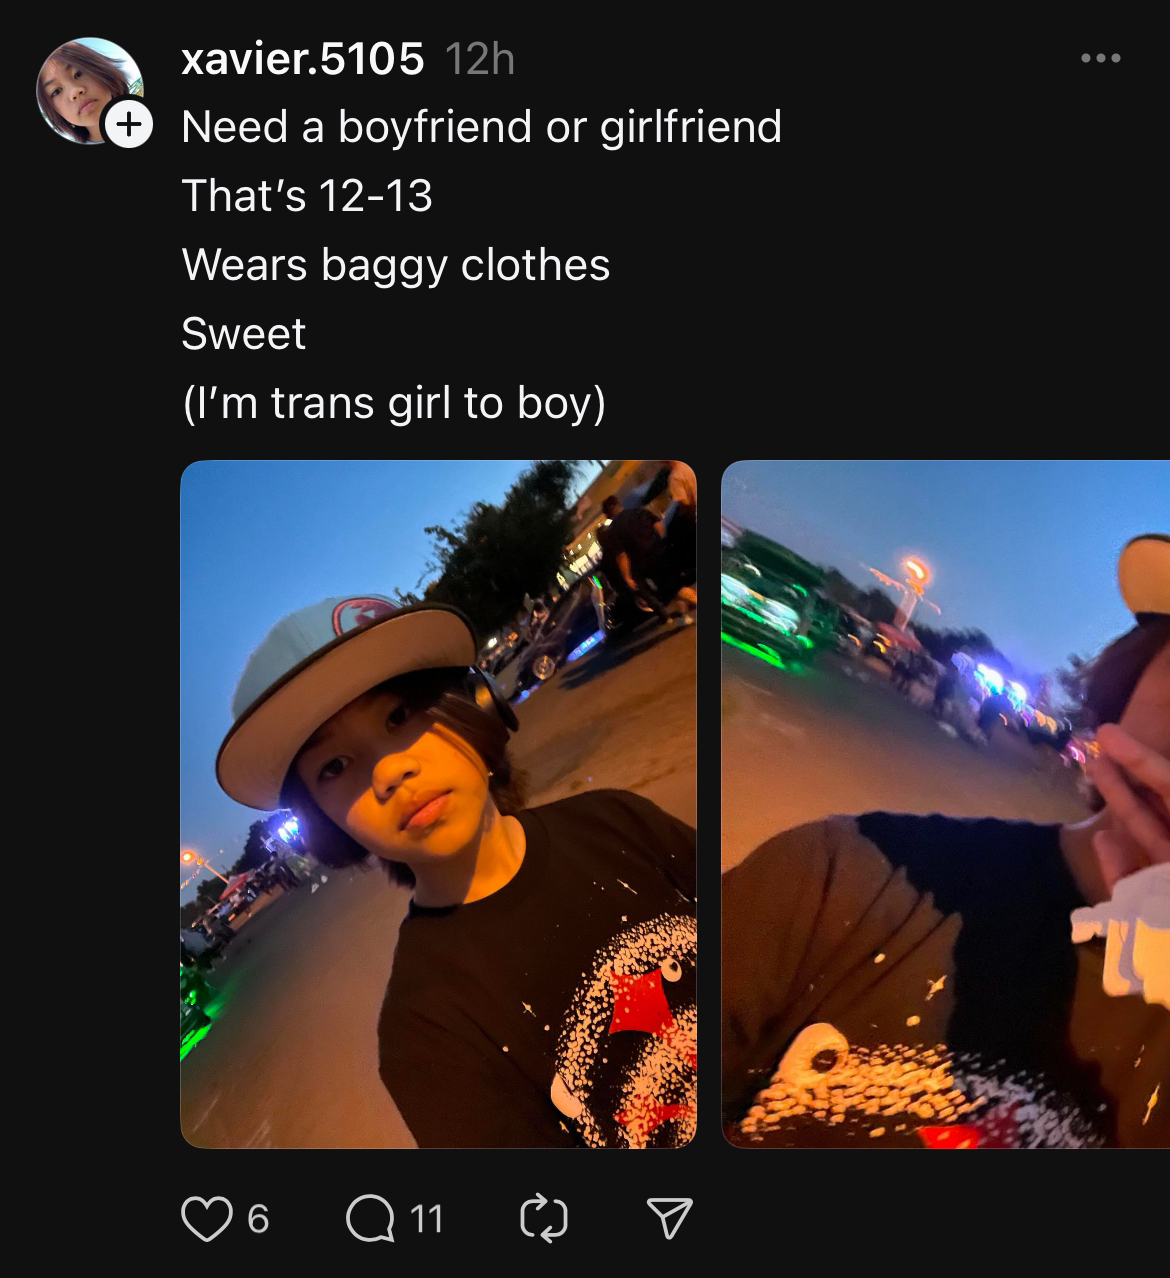 xavier.5105 12h
Need a boyfriend or girlfriend
That’s 12-13
Wears baggy clothes
Sweet
(I’m trans girl to boy)
6 11